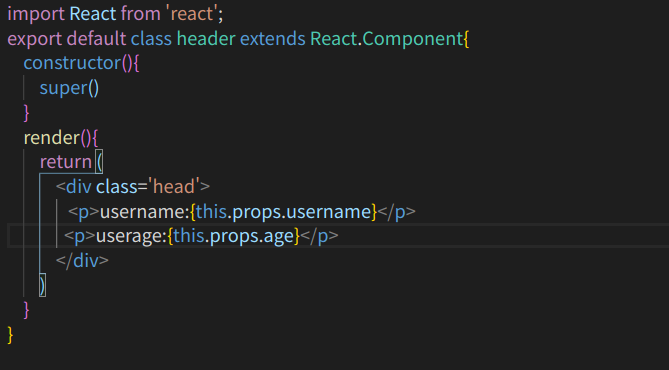 import React from 'react';
export default class header extends React.Component{
constructor(){
super()
}
render(){
return (
<div class='head'>
<p>username:{this.props.username}</p>
<p>userage:{this.props.age}</p>
</div>
)
}
}